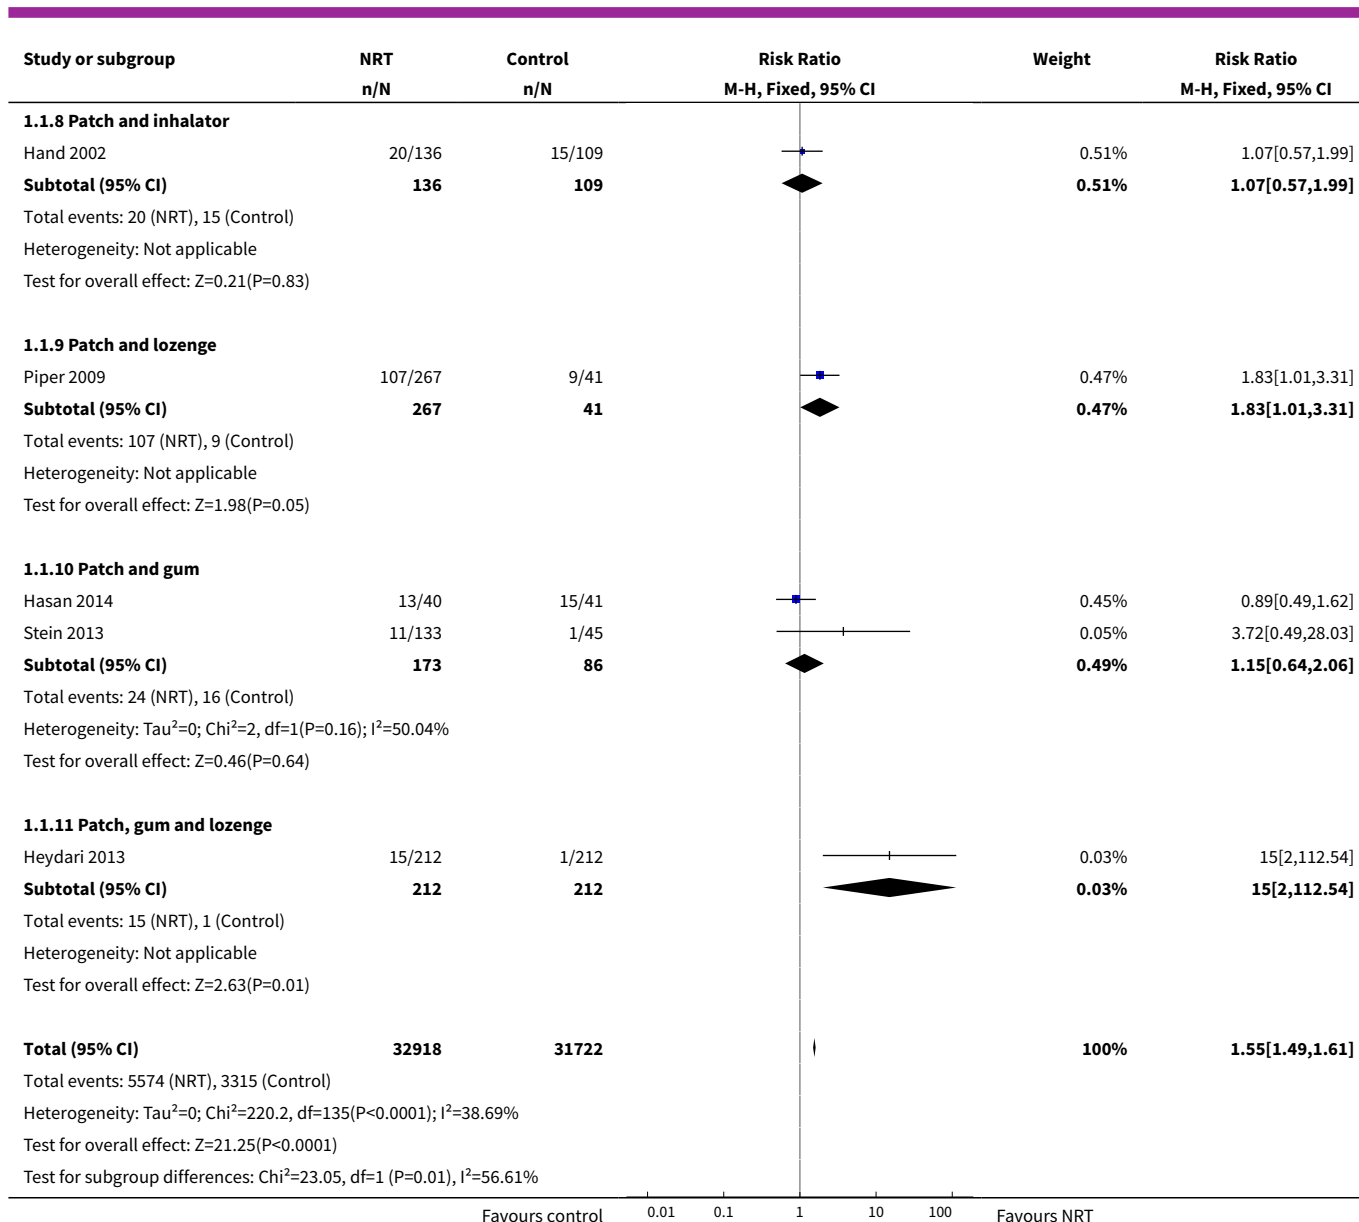 Study or subgroup NRT Control Risk Ratio Weight Risk Ratio
n/N n/N M-H, Fixed, 95% CI M-H, Fixed, 95% CI
1.1.8 Patch and inhalator
Hand 2002 20/136 15/109 0.51% 1.07[0.57,1.99]
Subtotal (95% CI) 136 109 0.51% 1.07[0.57,1.99]
Total events: 20 (NRT), 15 (Control)
Heterogeneity: Not applicable
Test for overall effect: Z=0.21(P=0.83)
1.1.9 Patch and lozenge
Piper 2009 107/267 9/41 0.47% 1.83[1.01,3.31]
Subtotal (95% CI) 267 41 0.47% 1.83[1.01,3.31]
Total events: 107 (NRT), 9 (Control)
Heterogeneity: Not applicable
Test for overall effect: Z=1.98(P=0.05)
1.1.10 Patch and gum
Hasan 2014 13/40 15/41 0.45% 0.89[0.49,1.62]
Stein 2013 11/133 1/45 0.05% 3.72[0.49,28.03]
Subtotal (95% CI) 173 86 0.49% 1.15[0.64,2.06]
Total events: 24 (NRT), 16 (Control)
Heterogeneity: Tau²=0; Chi²=2, df=1(P=0.16); I²=50.04%
Test for overall effect: Z=0.46(P=0.64)
1.1.11 Patch, gum and lozenge
Heydari 2013 15/212 1/212 0.03% 15[2,112.54]
Subtotal (95% CI) 212 212 0.03% 15[2,112.54]
Total events: 15 (NRT), 1 (Control)
Heterogeneity: Not applicable
Test for overall effect: Z=2.63(P=0.01)
Total (95% CI) 32918 31722 100% 1.55[1.49,1.61]
Total events: 5574 (NRT), 3315 (Control)
Heterogeneity: Tau²=0; Chi²=220.2, df=135(P<0.0001); I²=38.69%
Test for overall effect: Z=21.25(P<0.0001)
Test for subgroup differences: Chi²=23.05, df=1 (P=0.01), I²=56.61%
Favours control 0.01 0.1 1 10 100 Favours NRT